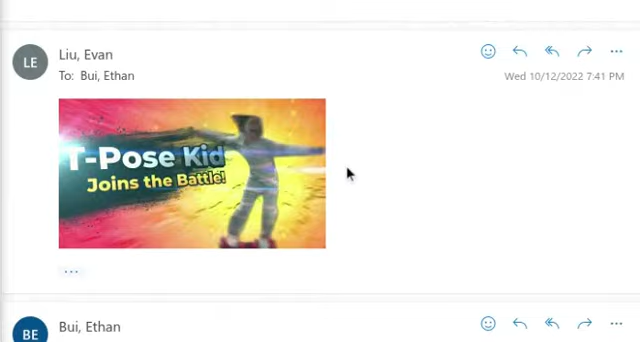 LE
Liu, Evan
To: Bui, Ethan
Wed 10/12/2022 7:41 PM
T-Pose Kid
Joins the Battle!
...
BE
Bui, Ethan